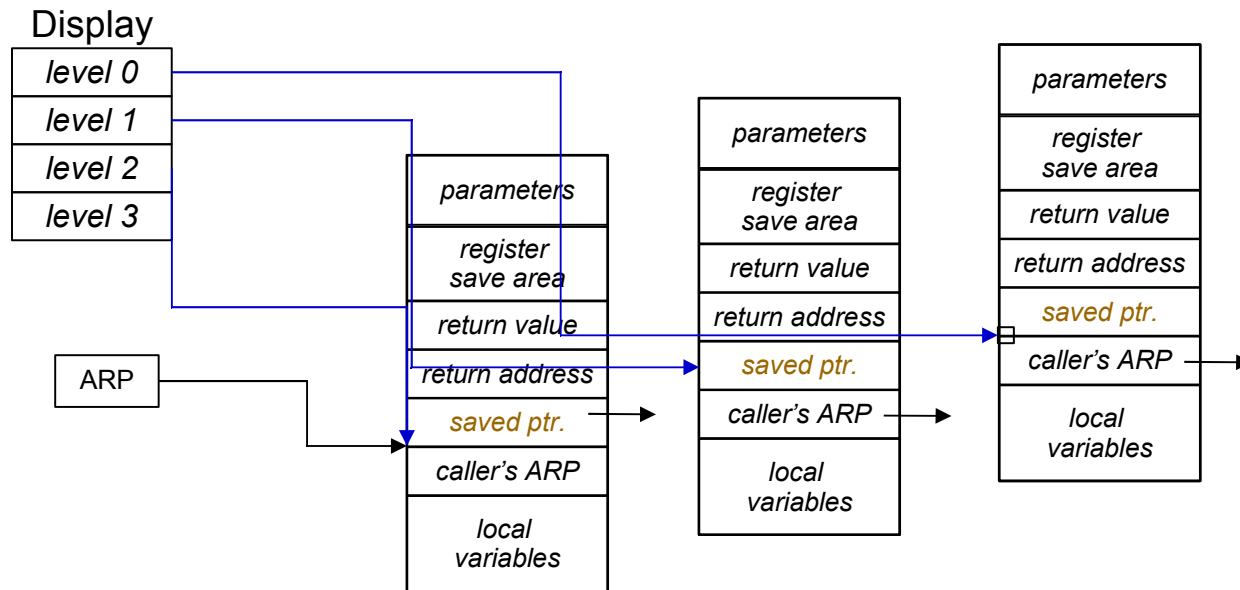 Display
level 0
level 1
level 2
level 3
ARP
parameters
register
save area
return value
return address
saved ptr.
caller's ARP
local
variables
parameters
register
save area
return value
return address
saved ptr.
caller's ARP
local
variables
parameters
register
save area
return value
return address
saved ptr.
caller's ARP
local
variables